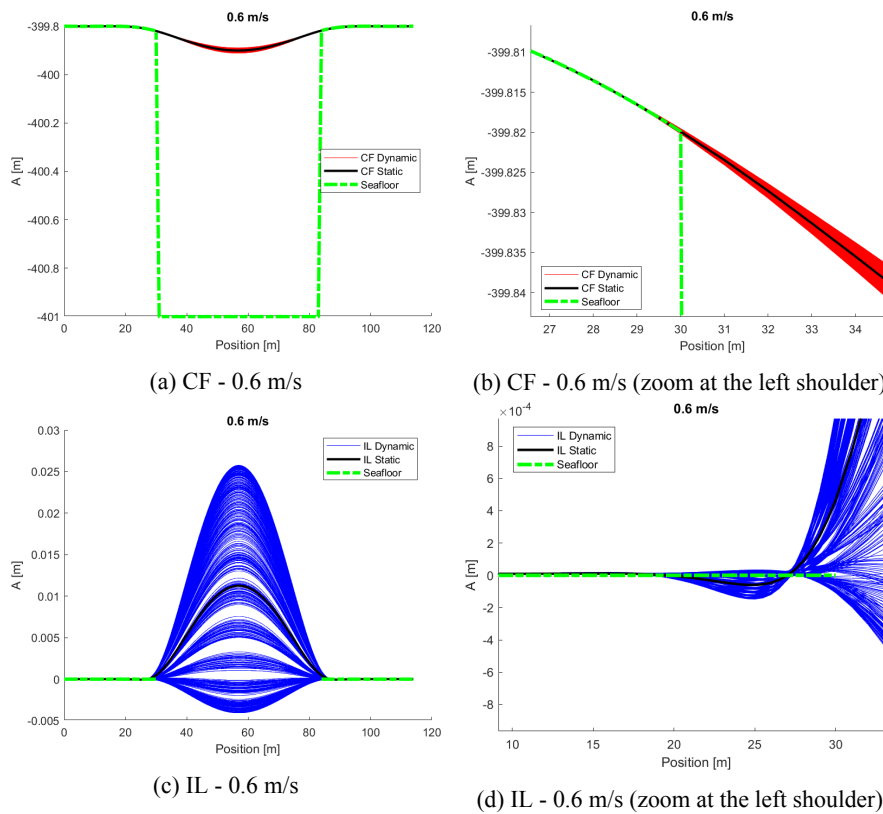 0.6 m/s
-399.8
-400
-400.2
-400.4
-400.6
-400.8
-401
A [m]
CF Dynamic
CF Static
Seafloor
0 20 40 60 80 100 120
Position [m]
(a) CF - 0.6 m/s
0.6 m/s
-399.81
-399.815
-399.82
-399.825
-399.83
-399.835
-399.84
A [m]
CF Dynamic
CF Static
Seafloor
27 28 29 30 31 32 33 34
Position [m]
(b) CF - 0.6 m/s (zoom at the left shoulder)
0.6 m/s
0.03
0.025
0.02
0.015
0.01
0.005
0
-0.005
A [m]
IL Dynamic
IL Static
Seafloor
0 20 40 60 80 100 120
Position [m]
(c) IL - 0.6 m/s
0.6 m/s
×10⁻⁴
8
6
4
2
0
-2
-4
-6
-8
A [m]
IL Dynamic
IL Static
Seafloor
10 15 20 25 30
Position [m]
(d) IL - 0.6 m/s (zoom at the left shoulder)